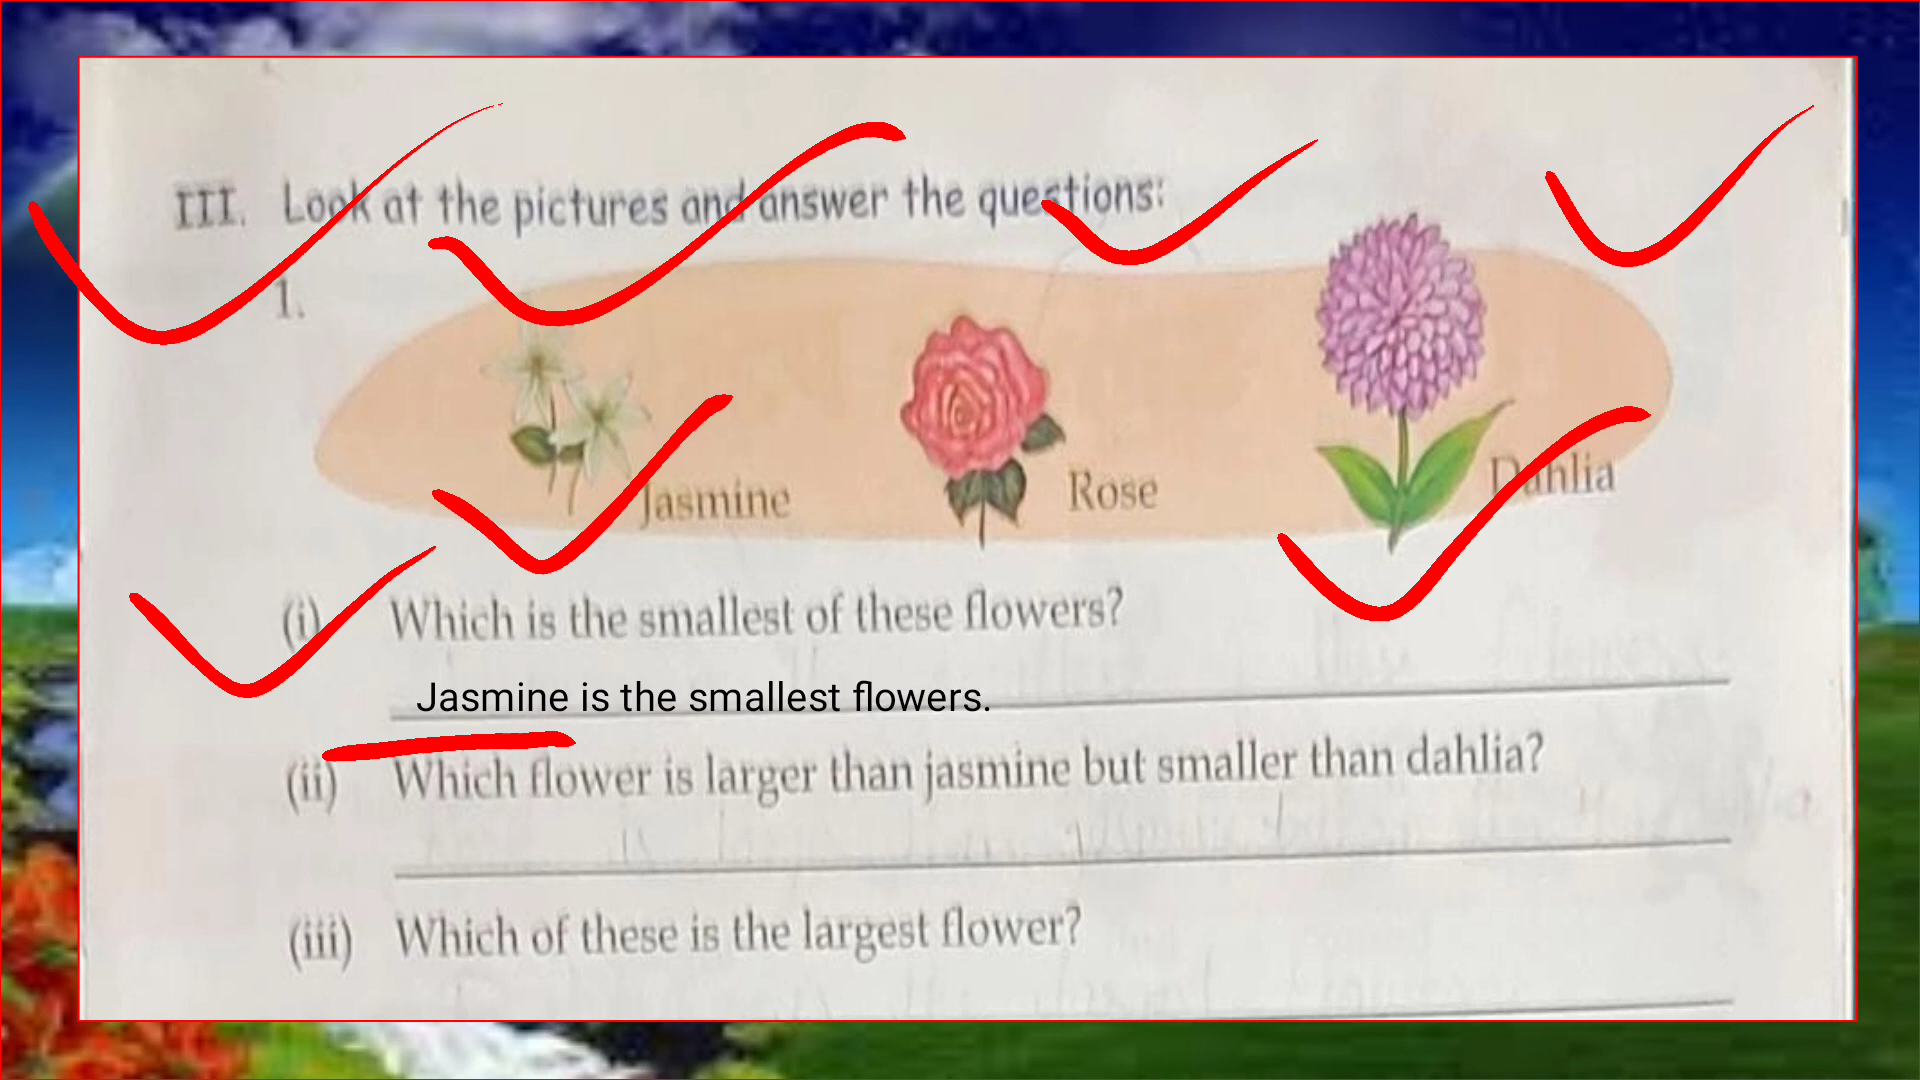 III. Look at the pictures and answer the questions:
1.
Jasmine
Rose
Dahlia
(i) Which is the smallest of these flowers?
Jasmine is the smallest flowers.
(ii) Which flower is larger than jasmine but smaller than dahlia?
(iii) Which of these is the largest flower?